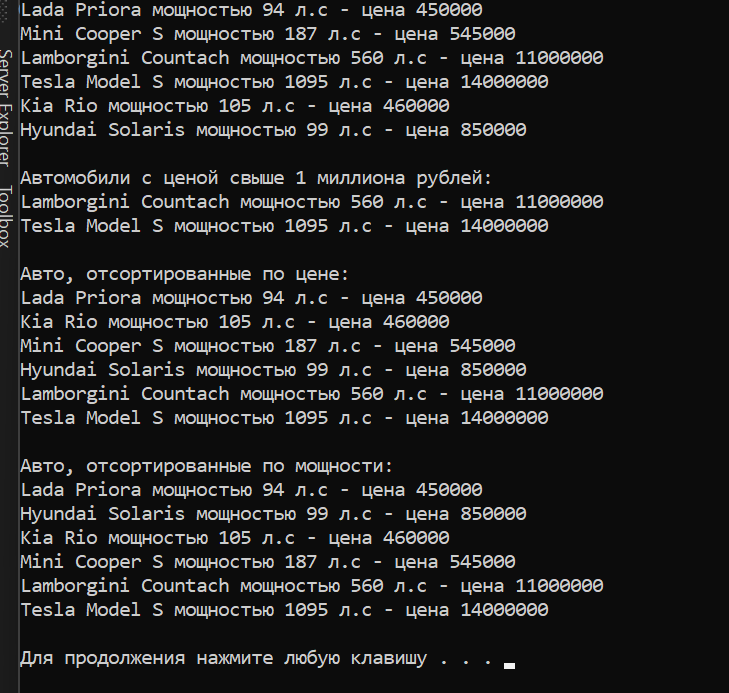 Lada Priora мощностью 94 л.с - цена 450000
Mini Cooper S мощностью 187 л.с - цена 545000
Lamborgini Countach мощностью 560 л.с - цена 11000000
Tesla Model S мощностью 1095 л.с - цена 14000000
Kia Rio мощностью 105 л.с - цена 460000
Hyundai Solaris мощностью 99 л.с - цена 850000
Автомобили с ценой свыше 1 миллиона рублей:
Lamborgini Countach мощностью 560 л.с - цена 11000000
Tesla Model S мощностью 1095 л.с - цена 14000000
Авто, отсортированные по цене:
Lada Priora мощностью 94 л.с - цена 450000
Kia Rio мощностью 105 л.с - цена 460000
Mini Cooper S мощностью 187 л.с - цена 545000
Hyundai Solaris мощностью 99 л.с - цена 850000
Lamborgini Countach мощностью 560 л.с - цена 11000000
Tesla Model S мощностью 1095 л.с - цена 14000000
Авто, отсортированные по мощности:
Lada Priora мощностью 94 л.с - цена 450000
Hyundai Solaris мощностью 99 л.с - цена 850000
Kia Rio мощностью 105 л.с - цена 460000
Mini Cooper S мощностью 187 л.с - цена 545000
Lamborgini Countach мощностью 560 л.с - цена 11000000
Tesla Model S мощностью 1095 л.с - цена 14000000
Для продолжения нажмите любую клавишу . . .
Server Explorer
Toolbox